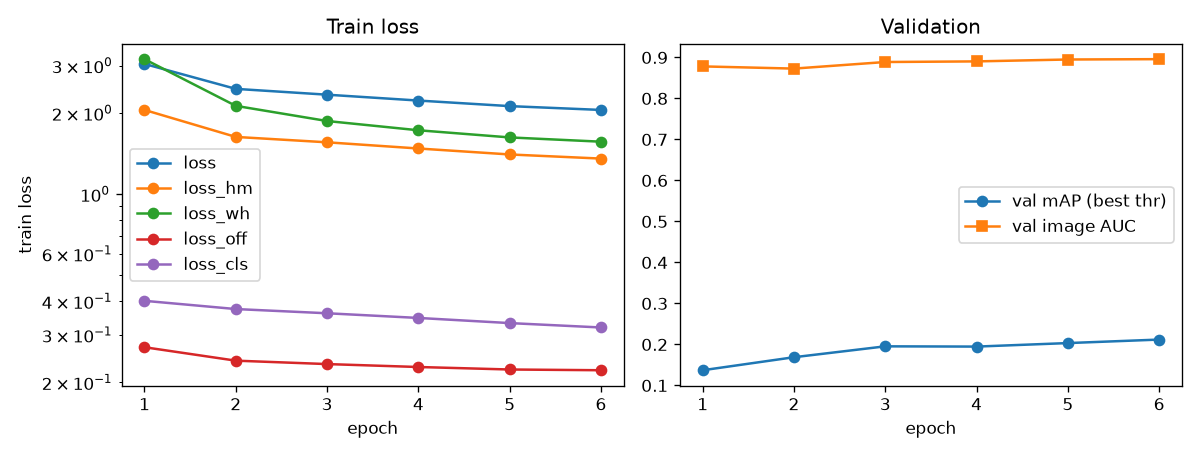 Train loss
train loss
3 × 10⁰
2 × 10⁰
10⁰
6 × 10⁻¹
4 × 10⁻¹
3 × 10⁻¹
2 × 10⁻¹
loss
loss_hm
loss_wh
loss_off
loss_cls
1 2 3 4 5 6
epoch
Validation
0.9
0.8
0.7
0.6
0.5
0.4
0.3
0.2
0.1
val mAP (best thr)
val image AUC
1 2 3 4 5 6
epoch